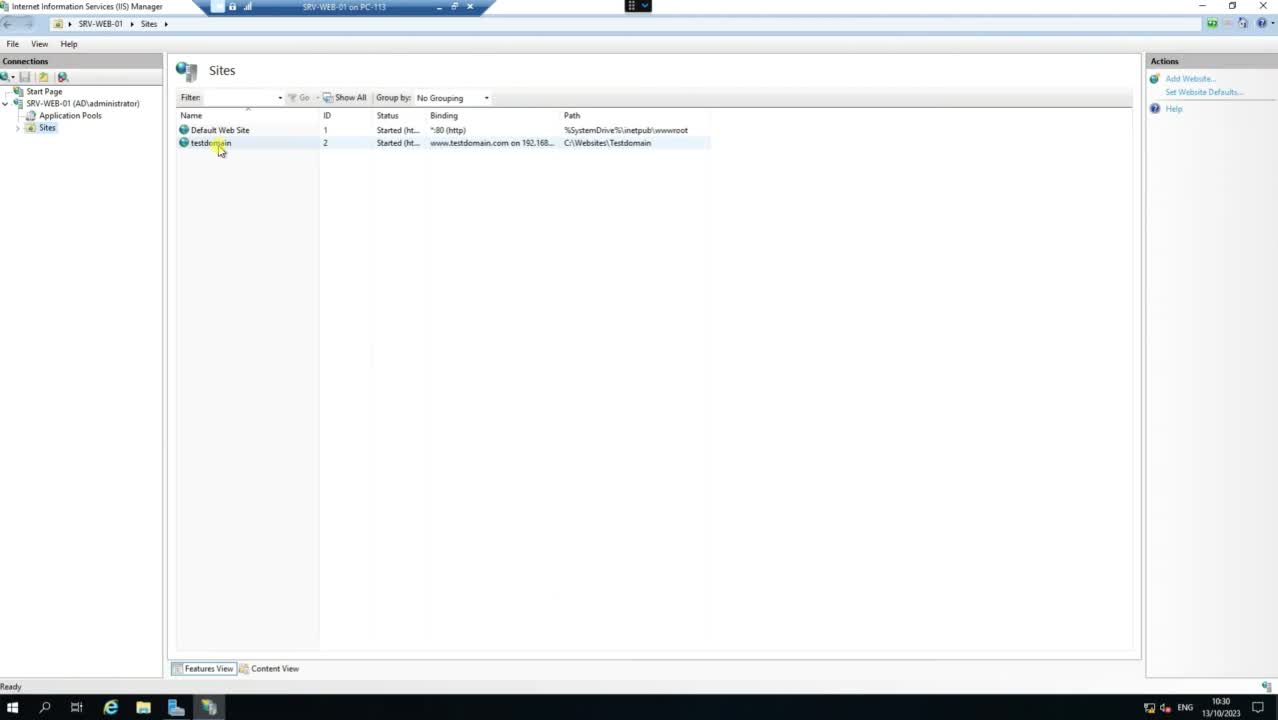 Internet Information Services (IIS) Manager
SRV-WEB-01 on PC-113
SRV-WEB-01
Sites
File View Help
Connections
Start Page
SRV-WEB-01 (AD\administrator)
Application Pools
Sites
Sites
Filter: Go Show All Group by: No Grouping
Name ID Status Binding Path
Default Web Site 1 Started (ht... *:80 (http) %SystemDrive%\inetpub\wwwroot
testdomain 2 Started (ht... www.testdomain.com on 192.168... C:\Websites\Testdomain
Features View Content View
Actions
Add Website...
Set Website Defaults...
Help
Ready
ENG
10:30
13/10/2023